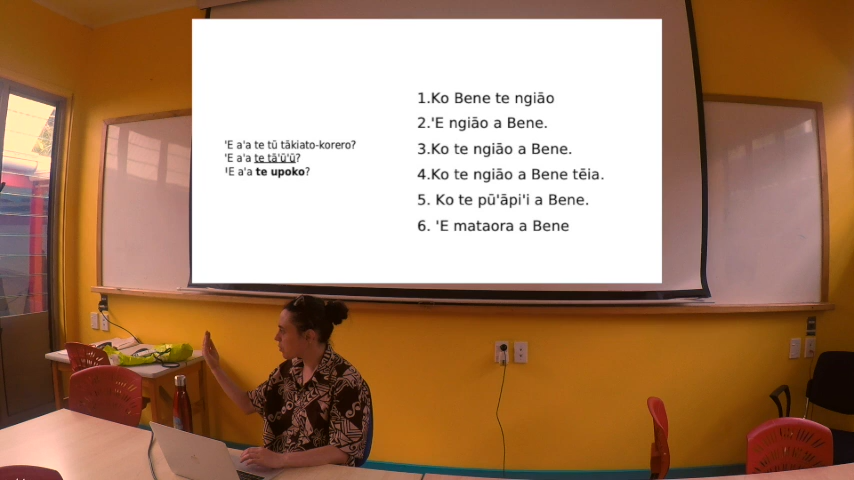 'E a'a te tū tākiato-korero?
'E a'a te tā'ū'ū?
'E a'a te upoko?
1.Ko Bene te ngiāo
2.'E ngiāo a Bene.
3.Ko te ngiāo a Bene.
4.Ko te ngiāo a Bene tēia.
5. Ko te pū'āpi'i a Bene.
6. 'E mataora a Bene